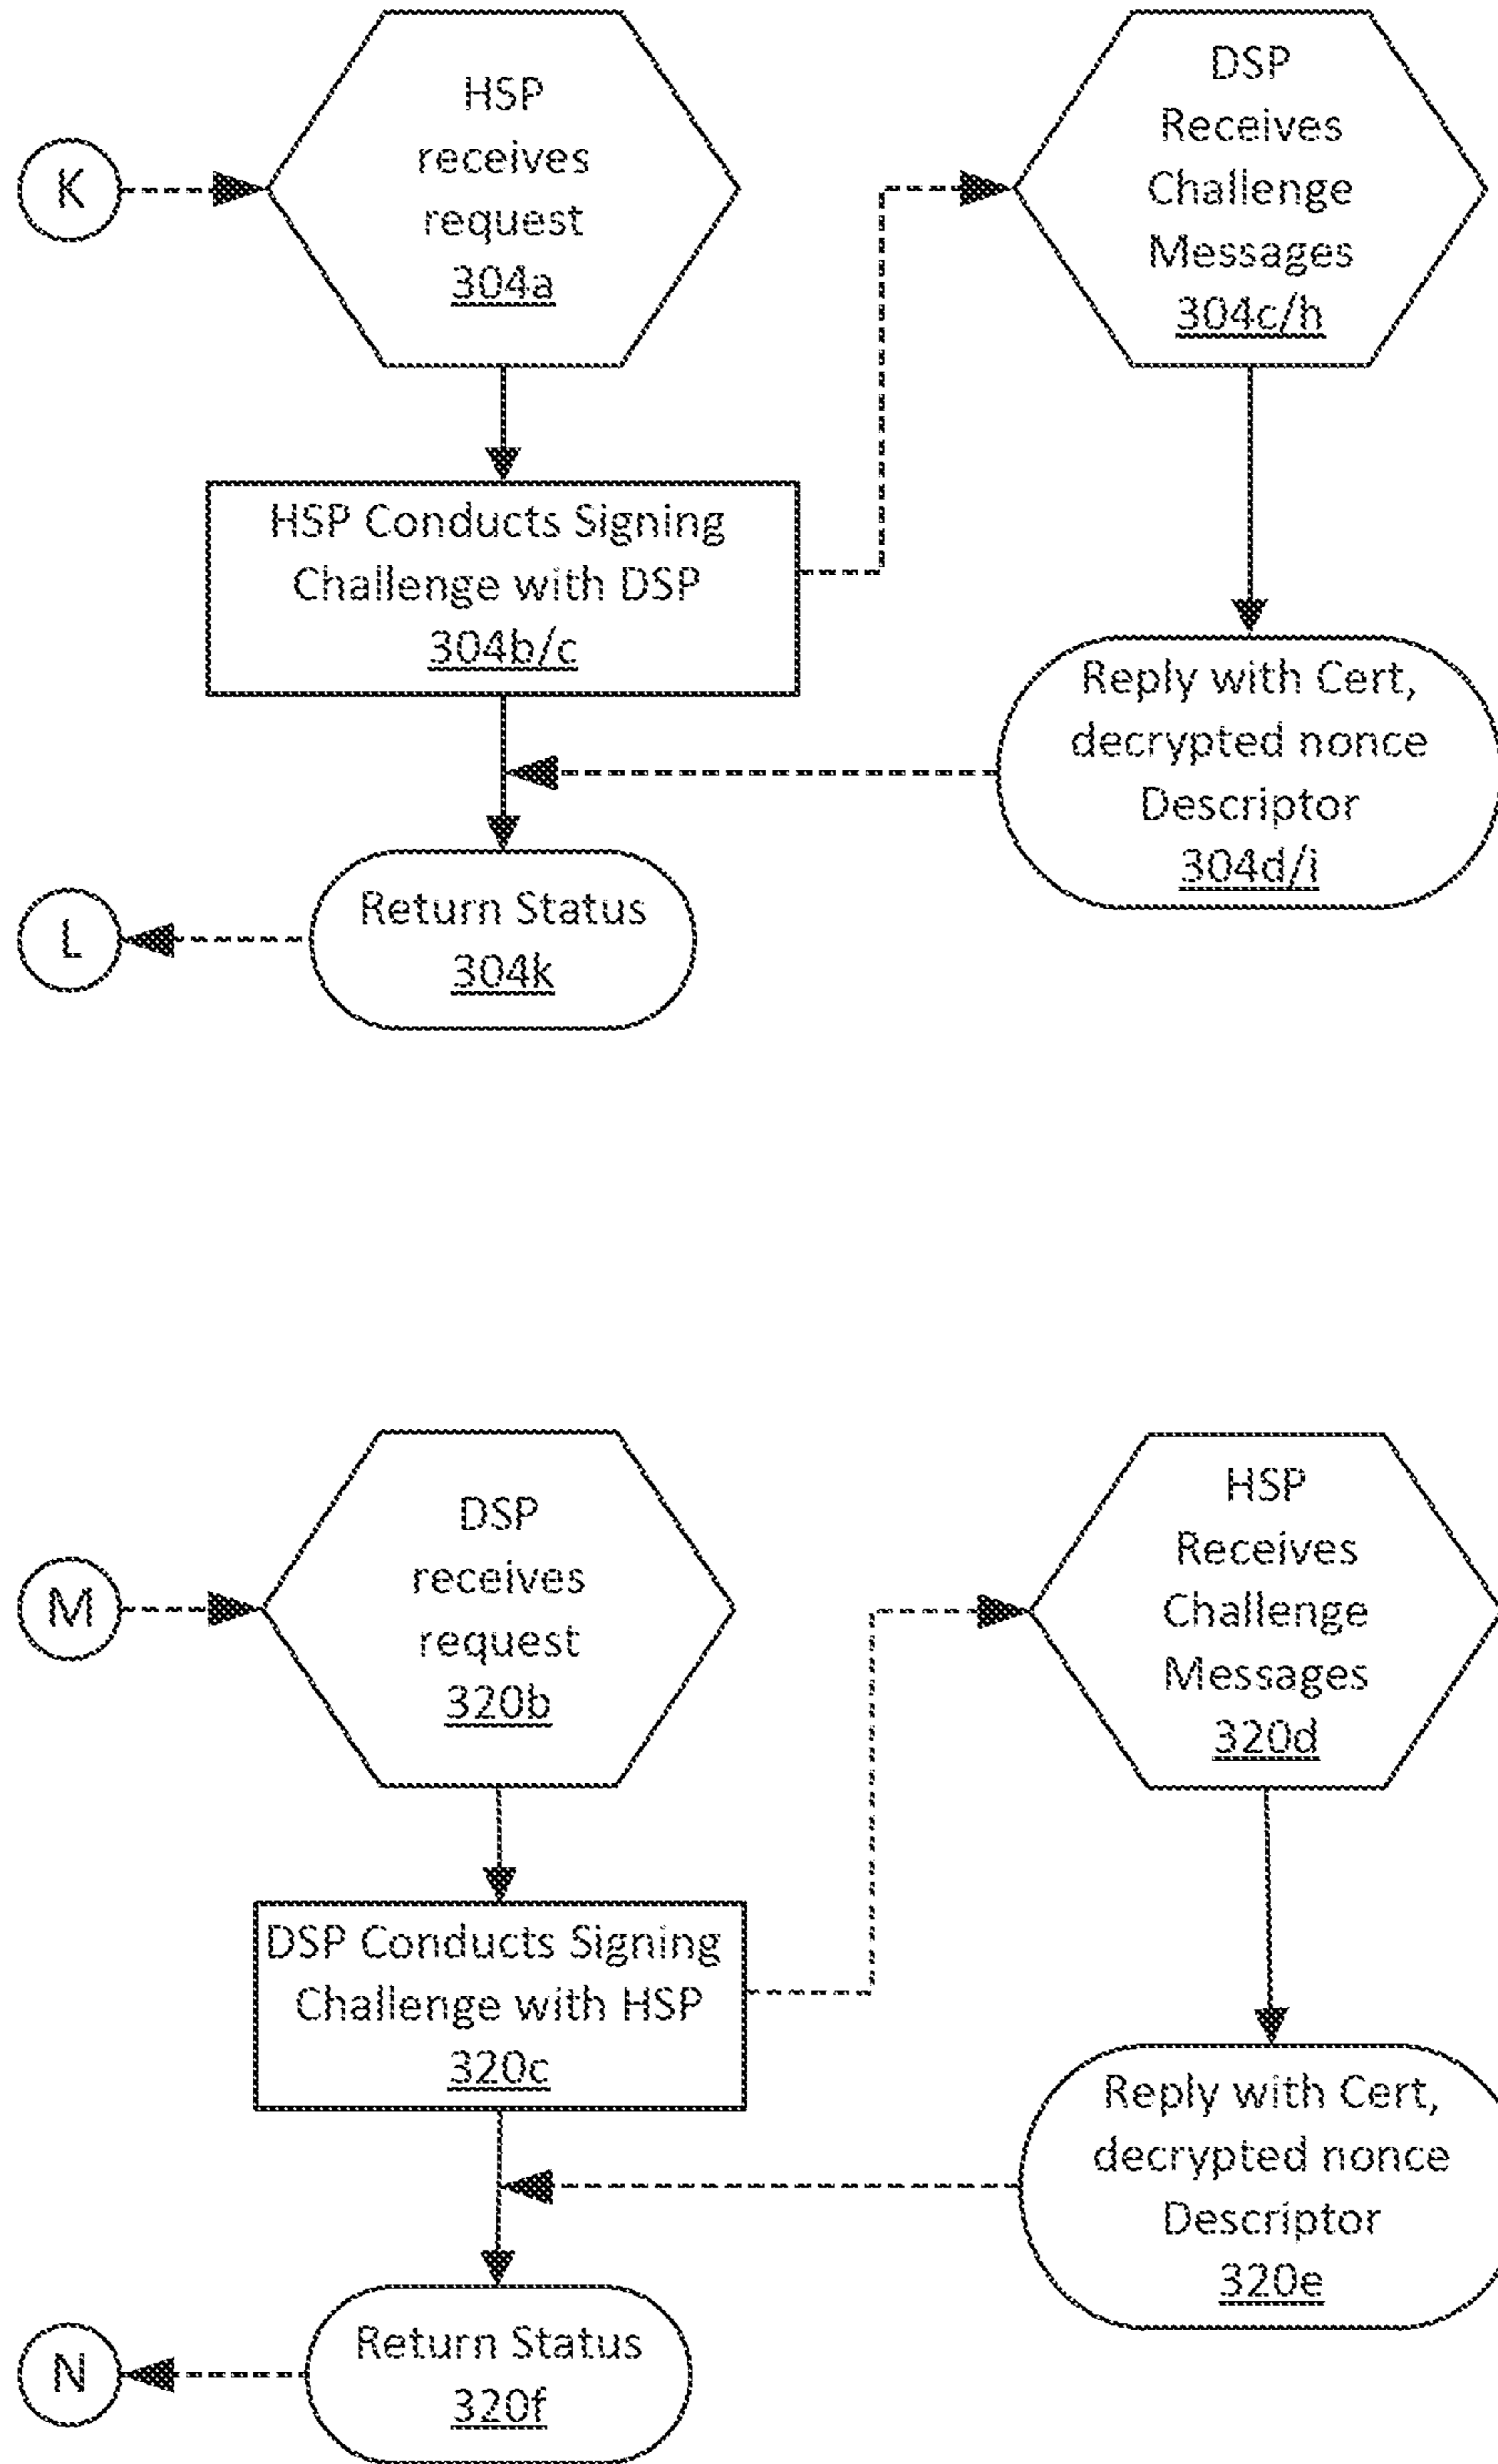 K
HSP
receives
request
304a
DSP
Receives
Challenge
Messages
304c/h
HSP Conducts Signing
Challenge with DSP
304b/c
Reply with Cert,
decrypted nonce
Descriptor
304d/i
L
Return Status
304k
M
DSP
receives
request
320b
HSP
Receives
Challenge
Messages
320d
DSP Conducts Signing
Challenge with HSP
320c
Reply with Cert,
decrypted nonce
Descriptor
320e
N
Return Status
320f